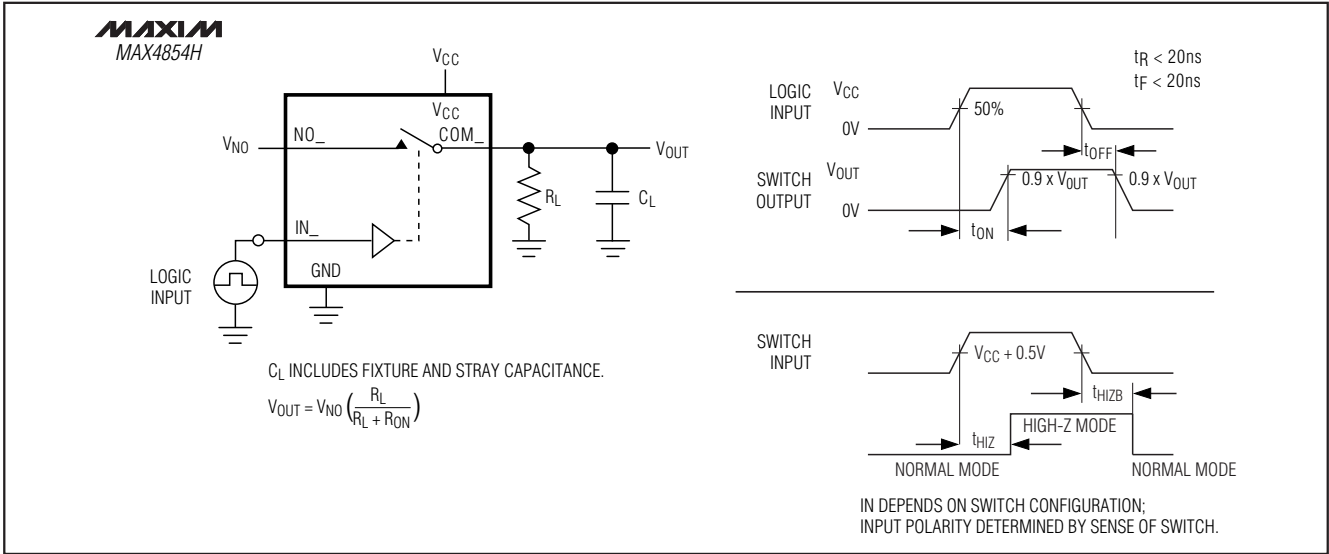 MAXIM
MAX4854H
VCC
VCC
NO_
COM_
VNO
VOUT
RL
CL
IN_
GND
LOGIC
INPUT
CL INCLUDES FIXTURE AND STRAY CAPACITANCE.
VOUT = VNO (RL / RL + RON)
tR < 20ns
tF < 20ns
LOGIC
INPUT
VCC
50%
0V
tOFF
SWITCH
OUTPUT
VOUT
0.9 x VOUT
0.9 x VOUT
0V
tON
SWITCH
INPUT
VCC + 0.5V
tHIZB
HIGH-Z MODE
tHIZ
NORMAL MODE
NORMAL MODE
IN DEPENDS ON SWITCH CONFIGURATION;
INPUT POLARITY DETERMINED BY SENSE OF SWITCH.